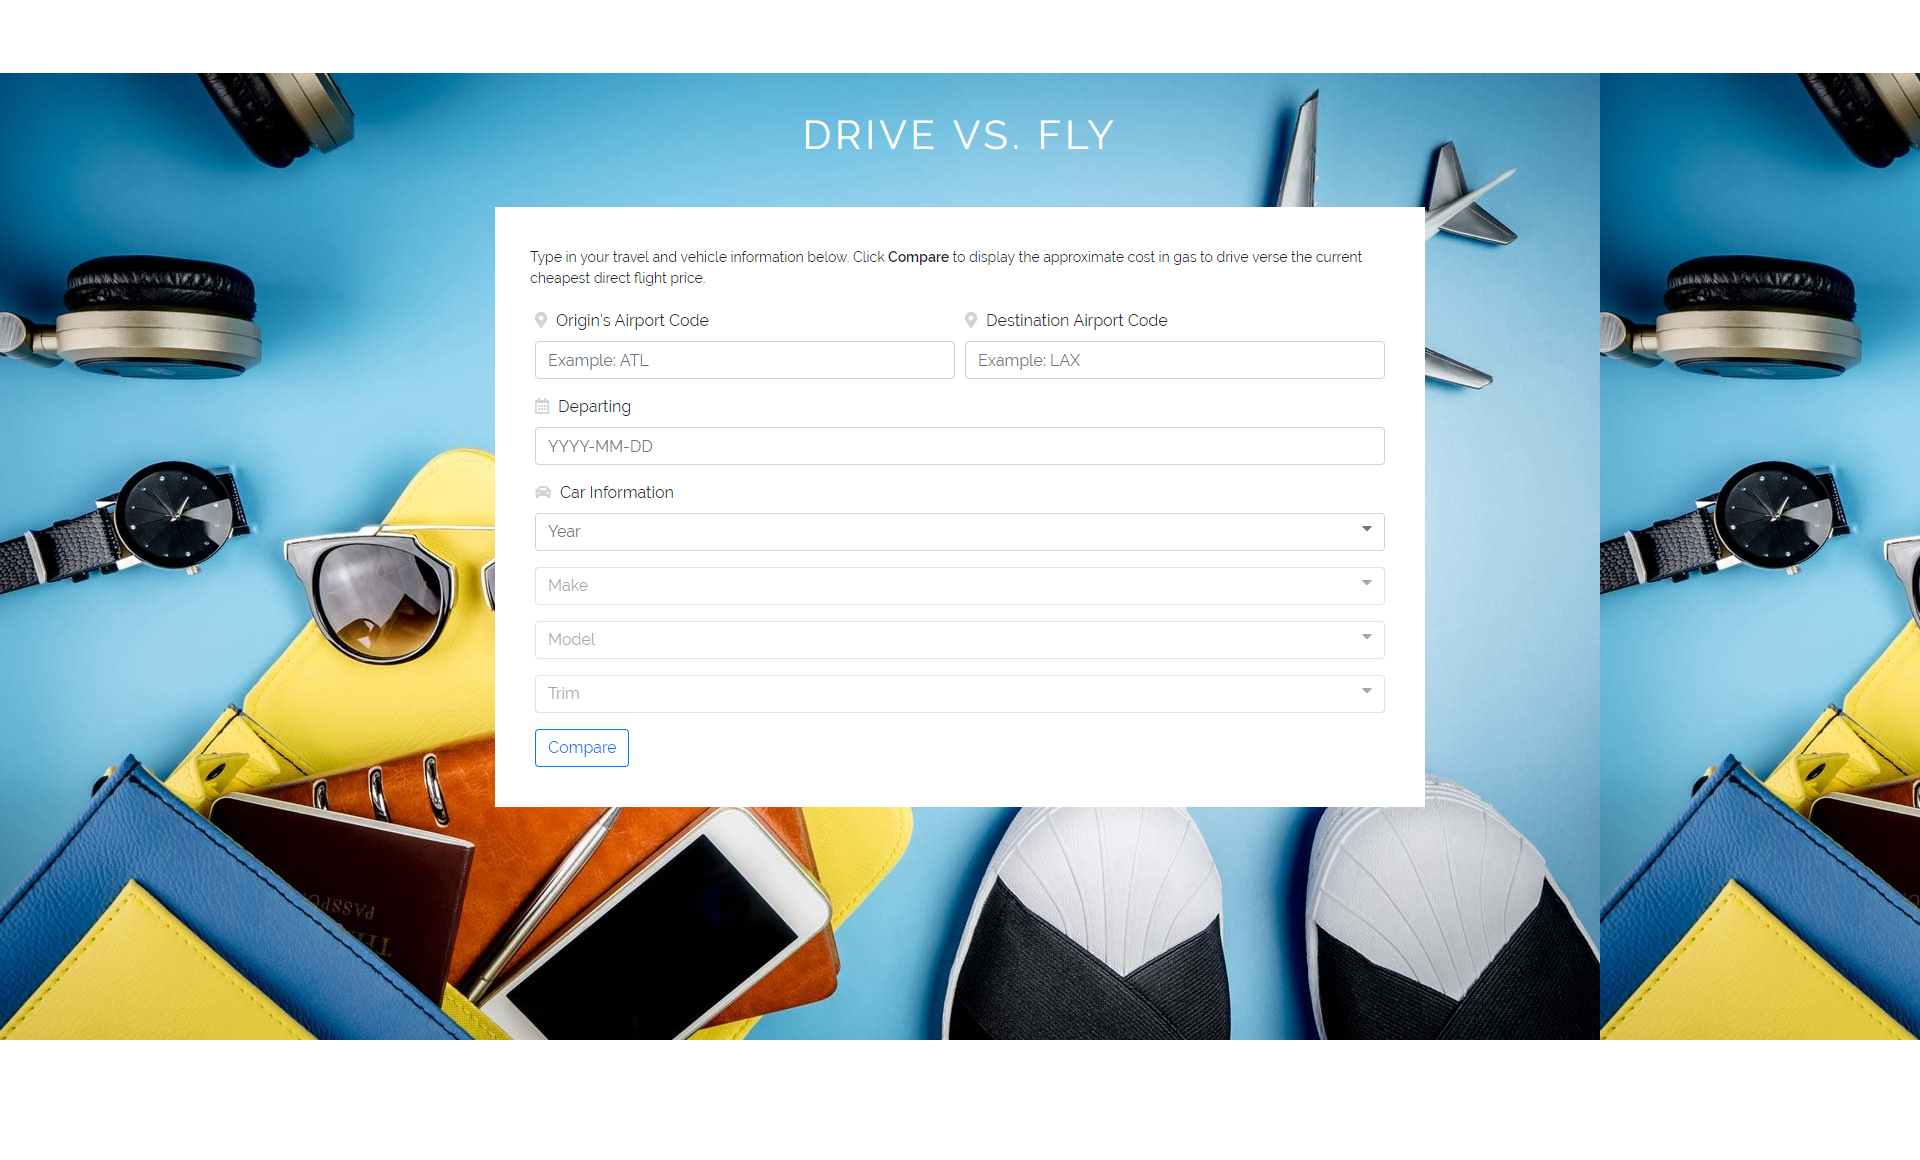 DRIVE VS. FLY
Type in your travel and vehicle information below. Click Compare to display the approximate cost in gas to drive verse the current
cheapest direct flight price.
Origin's Airport Code
Destination Airport Code
Example: ATL
Example: LAX
Departing
YYYY-MM-DD
Car Information
Year
Make
Model
Trim
Compare